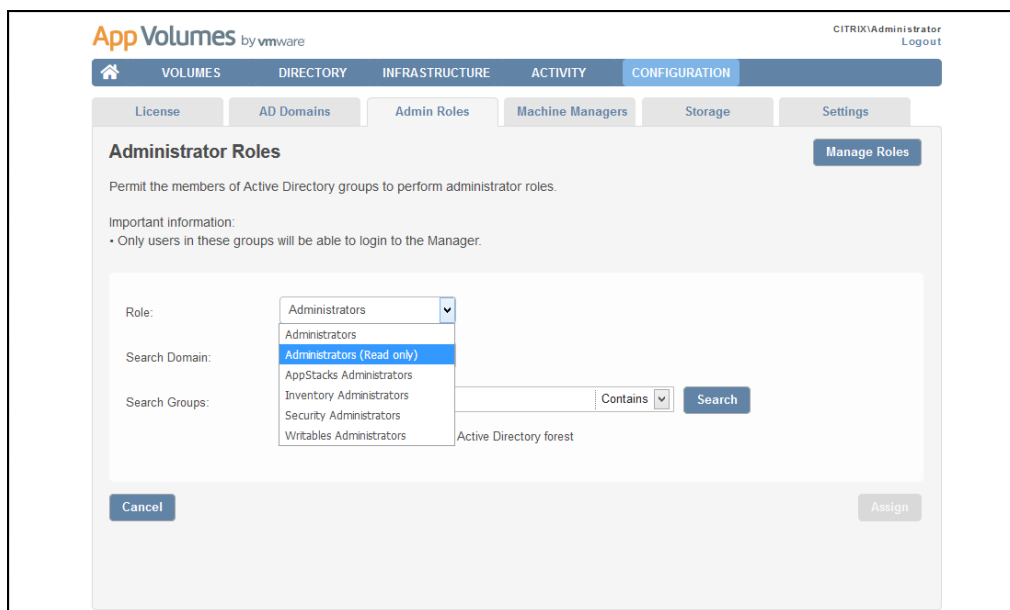 App Volumes by vmware
CITRIX\Administrator
Logout
VOLUMES DIRECTORY INFRASTRUCTURE ACTIVITY CONFIGURATION
License AD Domains Admin Roles Machine Managers Storage Settings
Administrator Roles
Manage Roles
Permit the members of Active Directory groups to perform administrator roles.
Important information:
• Only users in these groups will be able to login to the Manager.
Role: Administrators
Administrators
Search Domain: Administrators (Read only)
AppStacks Administrators
Search Groups: Inventory Administrators Contains Search
Security Administrators
Writables Administrators Active Directory forest
Cancel Assign